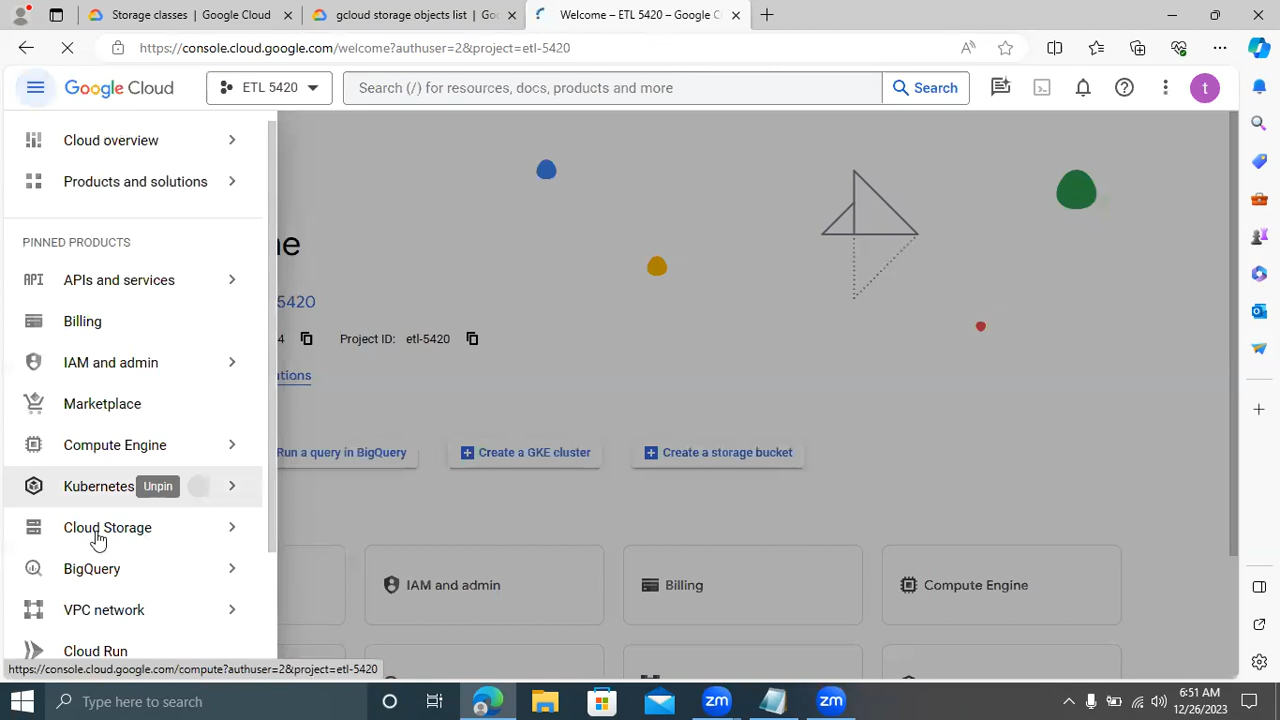 Storage classes | Google Cloud
gcloud storage objects list | Go
Welcome – ETL 5420 – Google C
https://console.cloud.google.com/welcome?authuser=2&project=etl-5420
Google Cloud
ETL 5420
Search (/) for resources, docs, products and more
Search
t
Cloud overview
Products and solutions
PINNED PRODUCTS
API APIs and services
Billing
IAM and admin
Marketplace
Compute Engine
Kubernetes
Unpin
Cloud Storage
BigQuery
VPC network
Cloud Run
ne
5420
4
Project ID: etl-5420
tions
Run a query in BigQuery
Create a GKE cluster
Create a storage bucket
IAM and admin
Billing
Compute Engine
https://console.cloud.google.com/compute?authuser=2&project=etl-5420
Type here to search
zm
zm
6:51 AM
12/26/2023